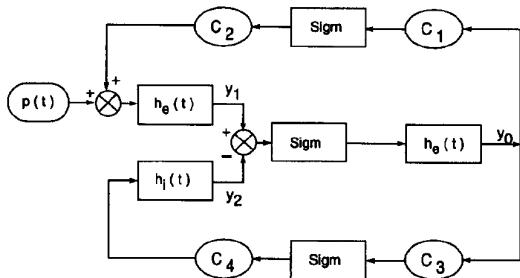 C2
Sigm
C1
+
p(t)
+
he(t)
y1
+
−
Sigm
he(t)
y0
hi(t)
y2
C4
Sigm
C3